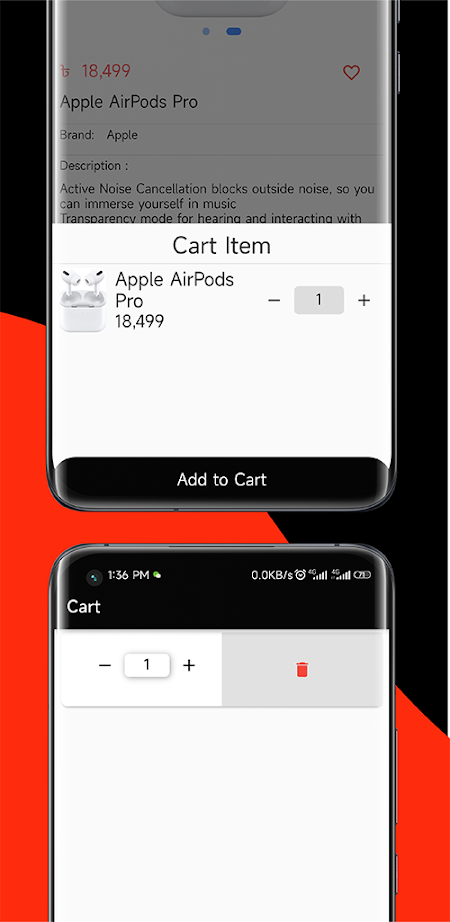 ৳ 18,499
Apple AirPods Pro
Brand: Apple
Description :
Active Noise Cancellation blocks outside noise, so you
can immerse yourself in music
Transparency mode for hearing and interacting with
Cart Item
Apple AirPods
Pro
18,499
− 1 +
Add to Cart
1:36 PM 0.0KB/s 4G 4G 71
Cart
− 1 +